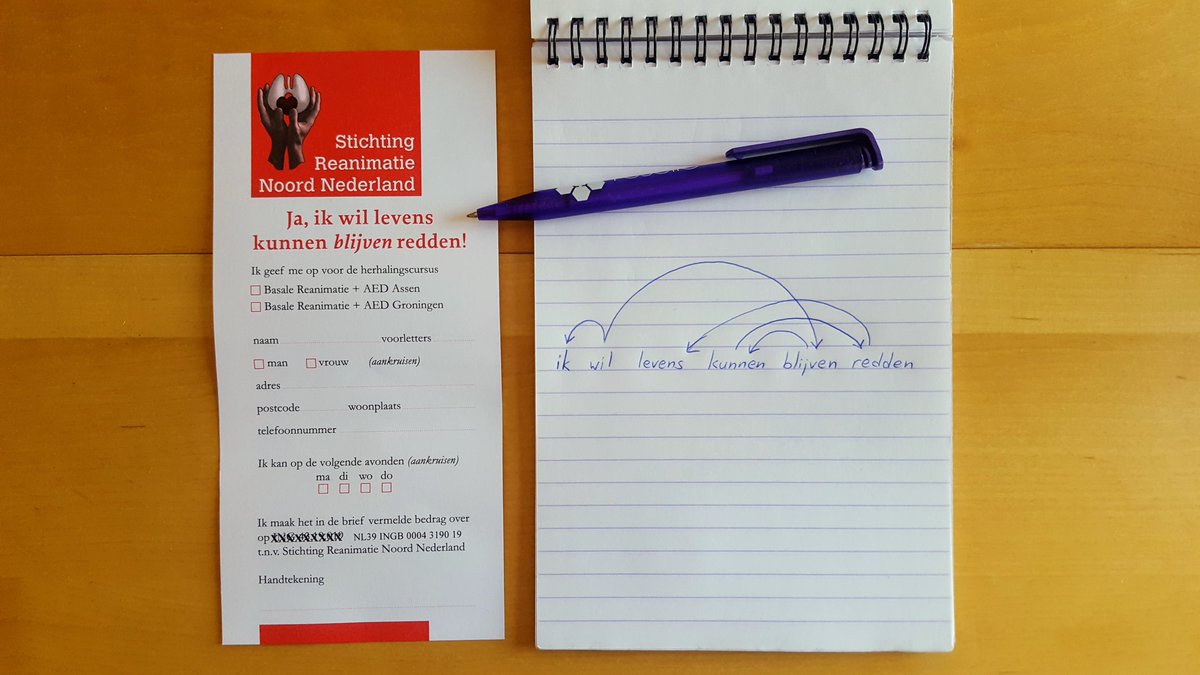 Stichting
Reanimatie
Noord Nederland
Ja, ik wil levens
kunnen blijven redden!
Ik geef me op voor de herhalingscursus
Basale Reanimatie + AED Assen
Basale Reanimatie + AED Groningen
naam voorletters
man vrouw (aankruisen)
adres
postcode woonplaats
telefoonnummer
Ik kan op de volgende avonden (aankruisen)
ma di wo do
Ik maak het in de brief vermelde bedrag over
op NL39 INGB 0004 3190 19
t.n.v. Stichting Reanimatie Noord Nederland
Handtekening
ik wil levens kunnen blijven redden